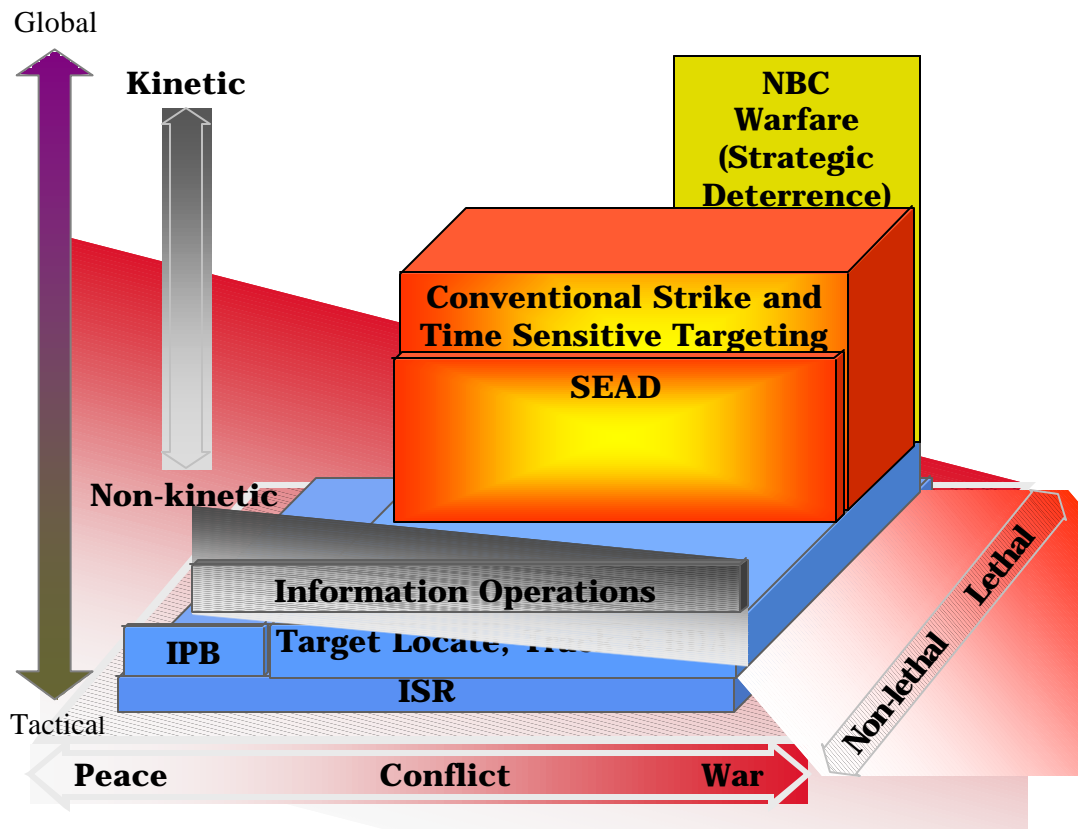 Global
Kinetic
NBC
Warfare
(Strategic
Deterrence)
Conventional Strike and
Time Sensitive Targeting
SEAD
Non-kinetic
Information Operations
Target Locate,
IPB
ISR
Lethal
Non-lethal
Tactical
Peace
Conflict
War